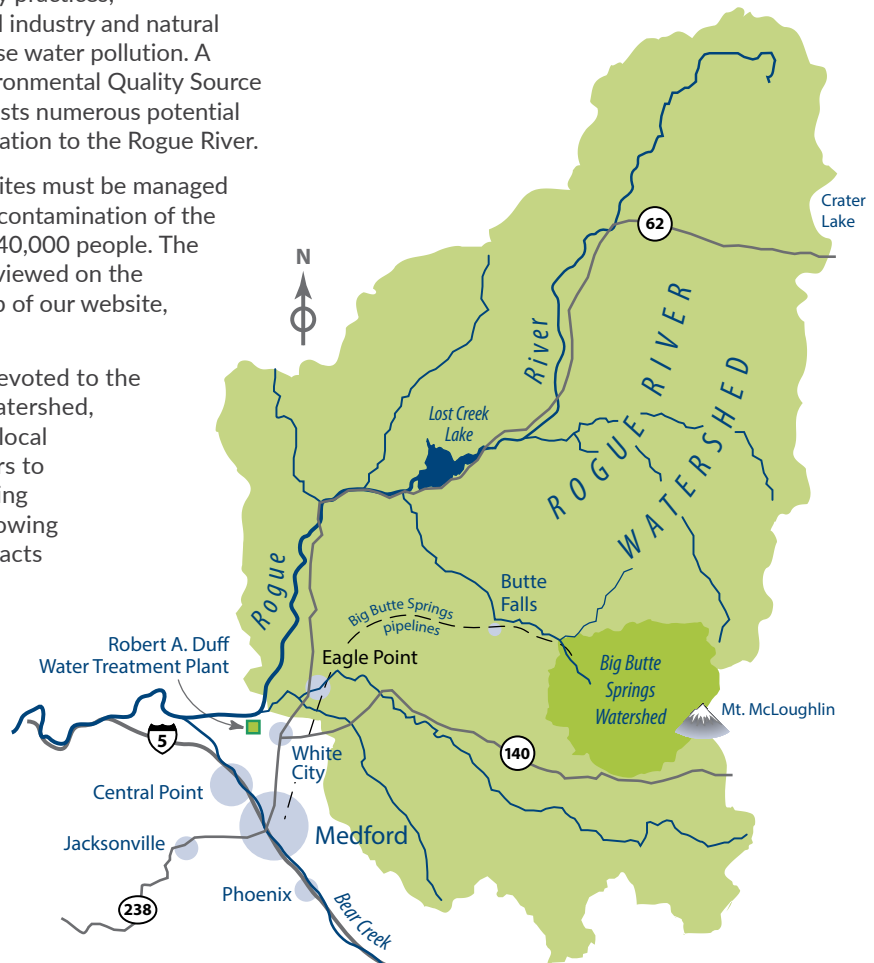 y practices,
l industry and natural
se water pollution. A
ronmental Quality Source
sts numerous potential
ation to the Rogue River.
ites must be managed
contamination of the
40,000 people. The
viewed on the
p of our website,
evoted to the
atershed,
local
rs to
ing
owing
acts
Crater
Lake
62
N
River
ROGUE RIVER
WATERSHED
Lost Creek
Lake
Rogue
Butte
Falls
Big Butte Springs
pipelines
Robert A. Duff
Water Treatment Plant
Eagle Point
Big Butte
Springs
Watershed
Mt. McLoughlin
5
White
City
140
Central Point
Medford
Jacksonville
Phoenix
238
Bear Creek